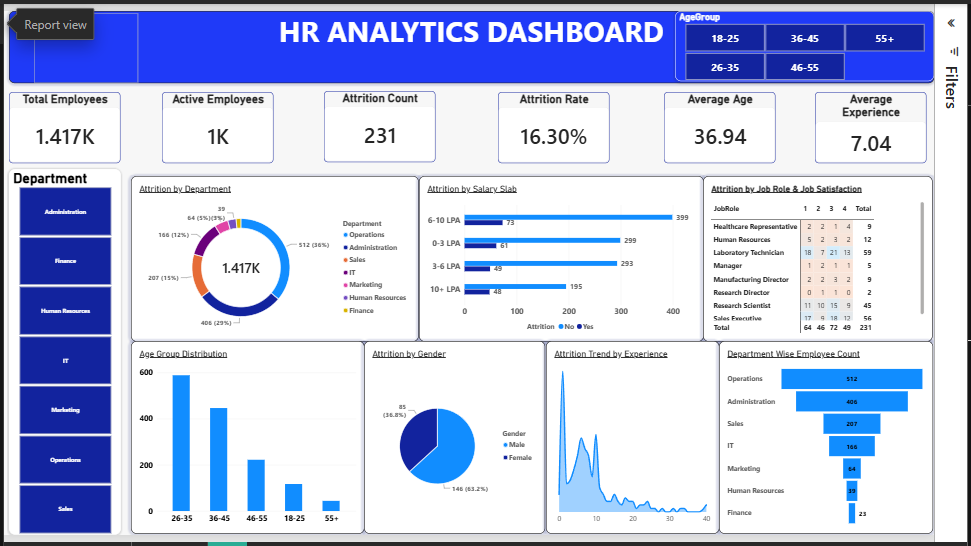 Report view
HR ANALYTICS DASHBOARD
AgeGroup
18-25
36-45
55+
26-35
46-55
Filters
Total Employees
1.417K
Active Employees
1K
Attrition Count
231
Attrition Rate
16.30%
Average Age
36.94
Average
Experience
7.04
Department
Administration
Finance
Human Resources
IT
Marketing
Operations
Sales
Attrition by Department
39
64 (5%)(3%)
166 (12%)
207 (15%)
406 (29%)
512 (36%)
1.417K
Department
Operations
Administration
Sales
IT
Marketing
Human Resources
Finance
Attrition by Salary Slab
6-10 LPA 399
73
0-3 LPA 299
61
3-6 LPA 293
49
10+ LPA 195
48
0 100 200 300 400
Attrition No Yes
Attrition by Job Role & Job Satisfaction
JobRole 1 2 3 4 Total
Healthcare Representative 2 2 1 4 9
Human Resources 5 2 3 2 12
Laboratory Technician 18 7 21 13 59
Manager 1 2 1 1 5
Manufacturing Director 2 2 3 2 9
Research Director 0 1 1 0 2
Research Scientist 11 10 15 9 45
Sales Executive 17 9 18 12 56
Total 64 46 72 49 231
Age Group Distribution
600
400
200
0
26-35 36-45 46-55 18-25 55+
Attrition by Gender
85
(36.8%)
146 (63.2%)
Gender
Male
Female
Attrition Trend by Experience
0 10 20 30 40
Department Wise Employee Count
Operations 512
Administration 406
Sales 207
IT 166
Marketing 64
Human Resources 39
Finance 23